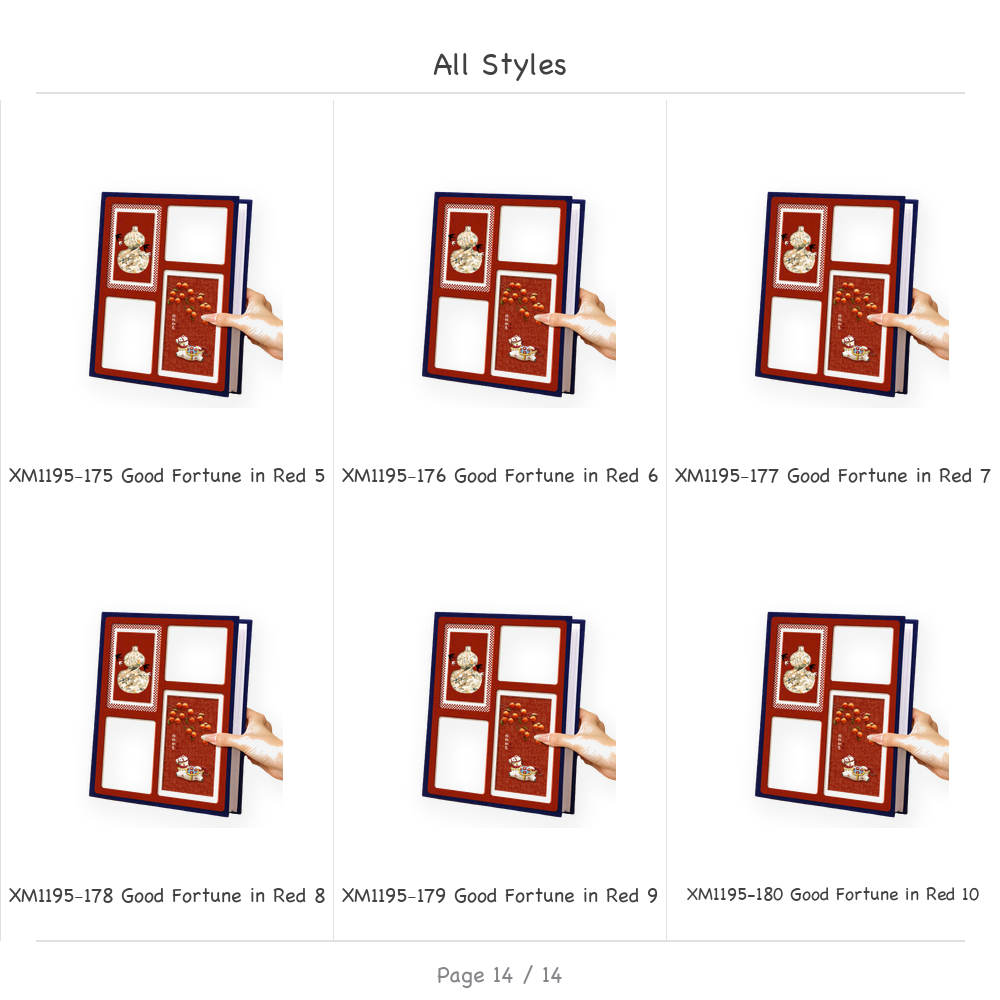 All Styles
XM1195-175 Good Fortune in Red 5
XM1195-176 Good Fortune in Red 6
XM1195-177 Good Fortune in Red 7
XM1195-178 Good Fortune in Red 8
XM1195-179 Good Fortune in Red 9
XM1195-180 Good Fortune in Red 10
Page 14 / 14